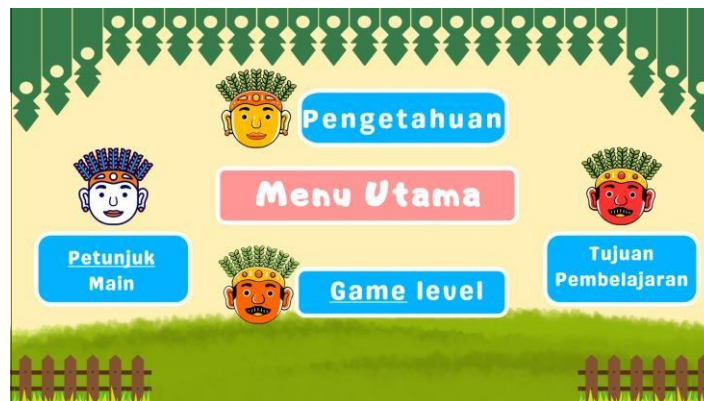 Pengetahuan
Menu Utama
Petunjuk
Main
Tujuan
Pembelajaran
Game level